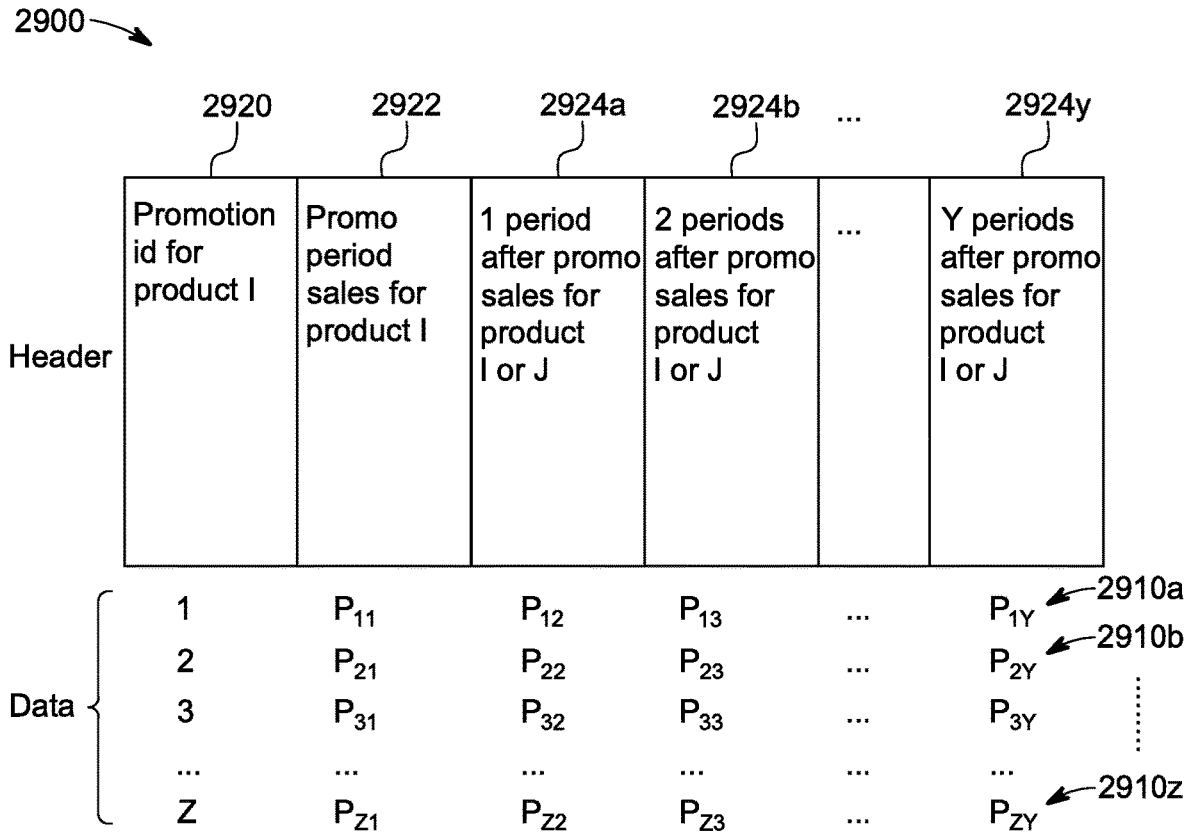 2900
2920 2922 2924a 2924b ... 2924y
Promotion id for product I
Promo period sales for product I
1 period after promo sales for product I or J
2 periods after promo sales for product I or J
...
Y periods after promo sales for product I or J
Header
Data
1 P11 P12 P13 ... P1Y 2910a
2 P21 P22 P23 ... P2Y 2910b
3 P31 P32 P33 ... P3Y
... ... ... ... ... ...
Z PZ1 PZ2 PZ3 ... PZY 2910z